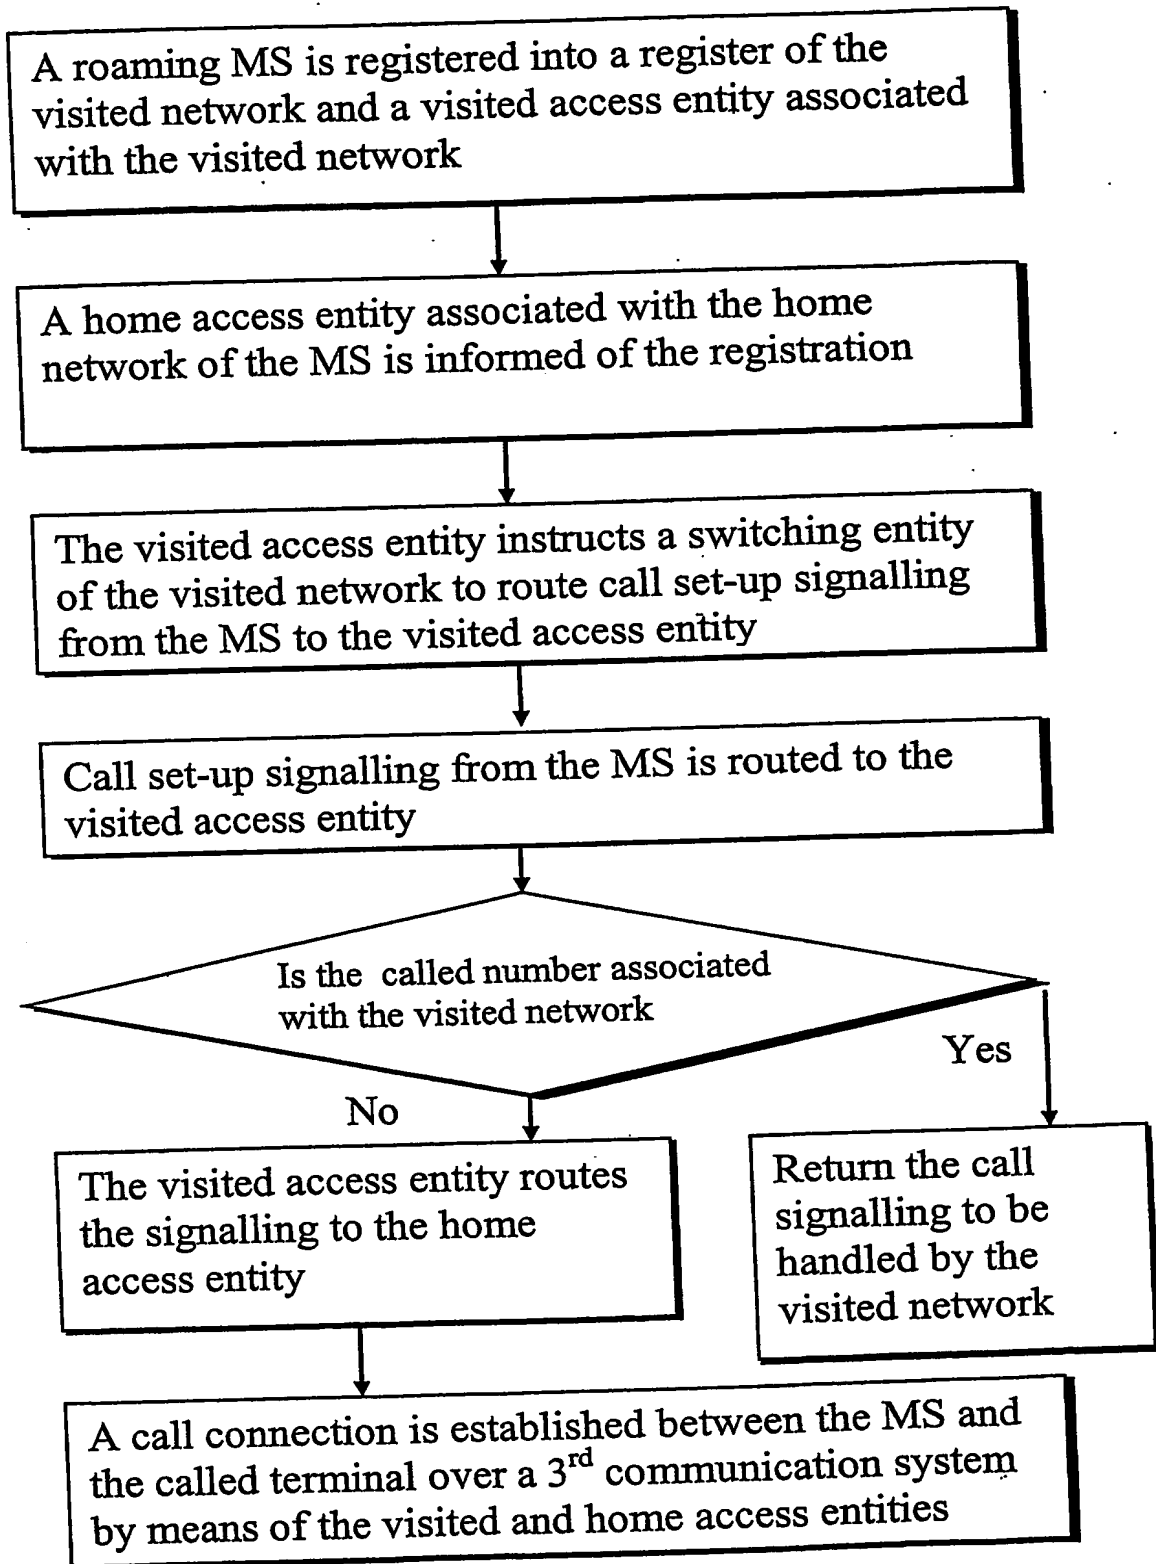 A roaming MS is registered into a register of the
visited network and a visited access entity associated
with the visited network
A home access entity associated with the home
network of the MS is informed of the registration
The visited access entity instructs a switching entity
of the visited network to route call set-up signalling
from the MS to the visited access entity
Call set-up signalling from the MS is routed to the
visited access entity
Is the called number associated
with the visited network
Yes
No
The visited access entity routes
the signalling to the home
access entity
Return the call
signalling to be
handled by the
visited network
A call connection is established between the MS and
the called terminal over a 3rd communication system
by means of the visited and home access entities